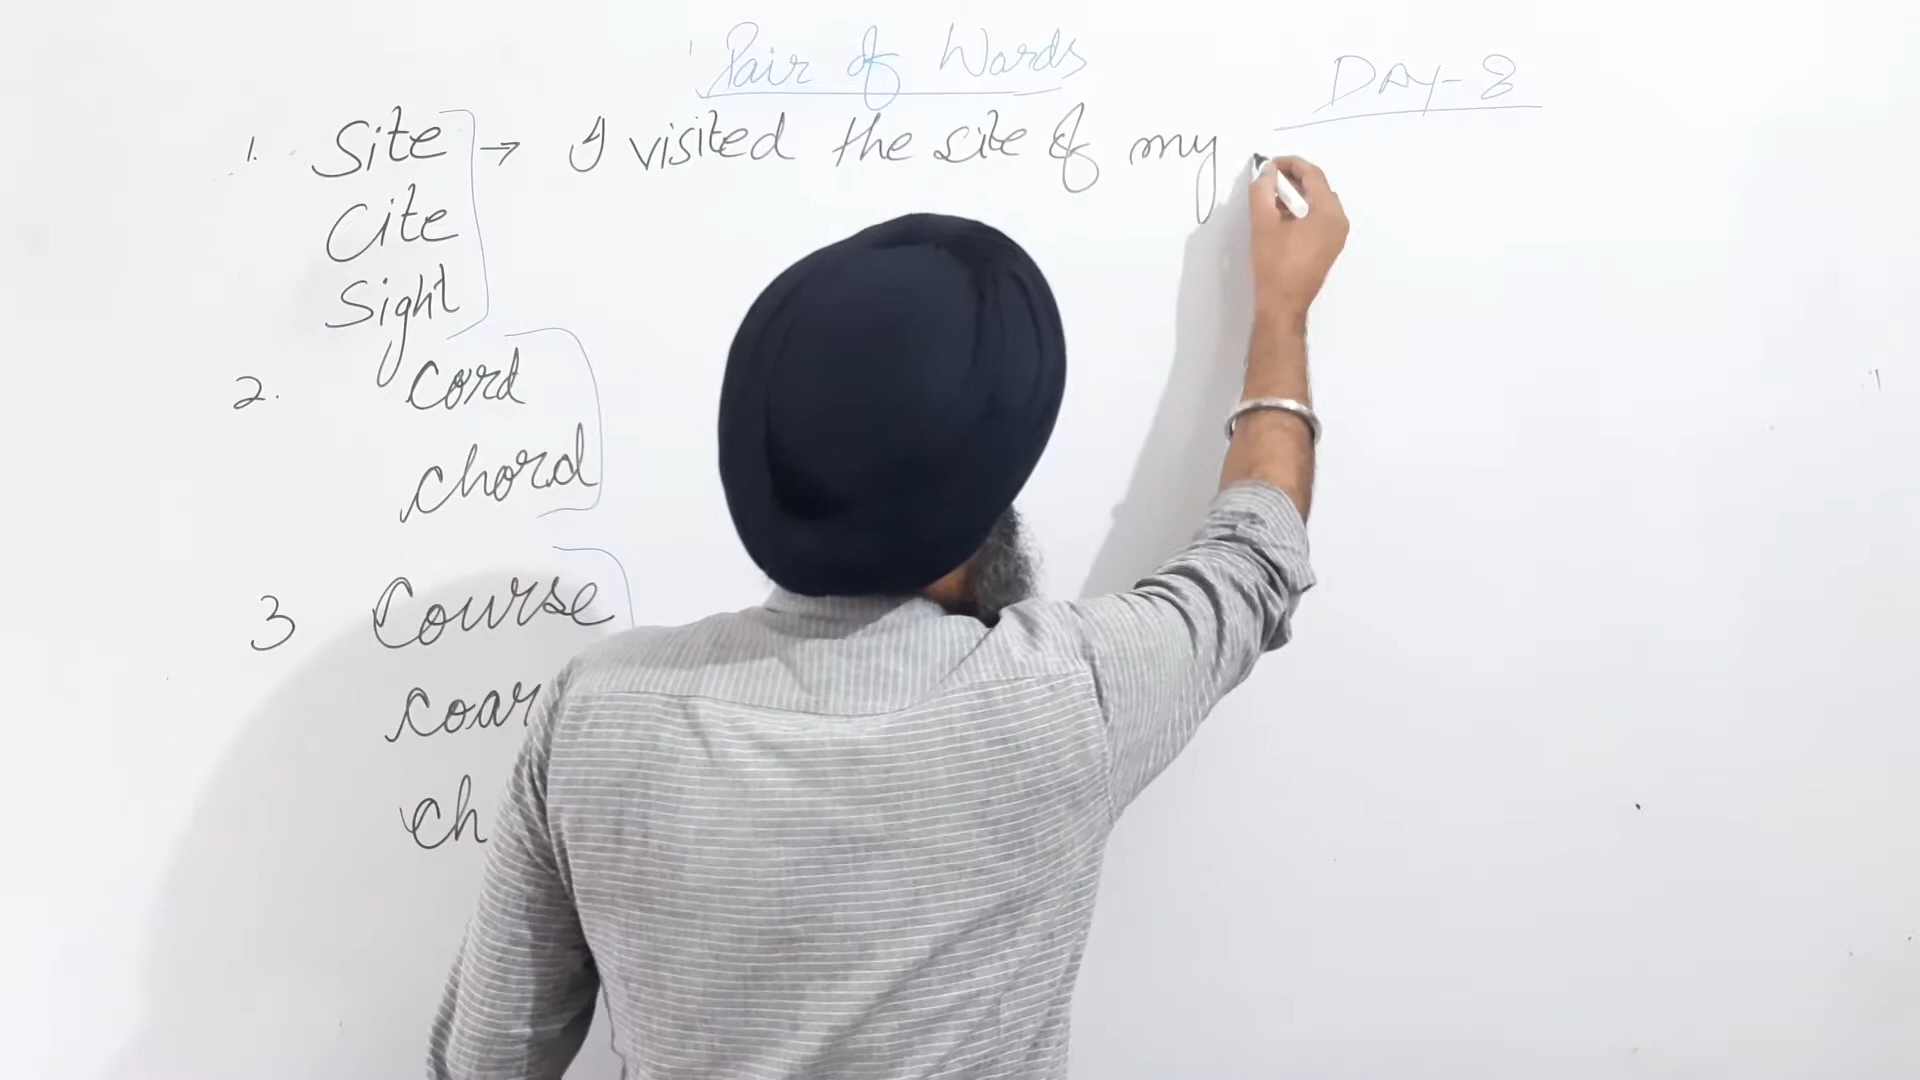 Pair of Words
DAY-8
1. Site → I visited the site of my
Cite
Sight
2. Cord
chord
3 Course
coar
ch